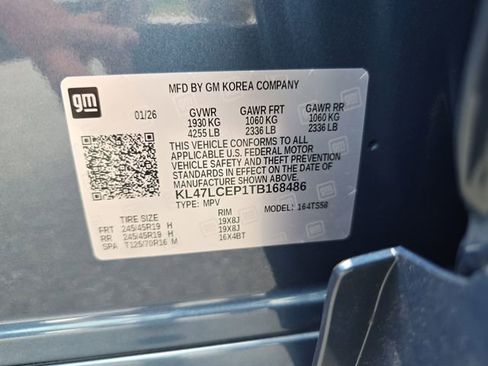 gm
MFD BY GM KOREA COMPANY
01/26 GVWR GAWR FRT GAWR RR
1930 KG 1060 KG 1060 KG
4255 LB 2336 LB 2336 LB
THIS VEHICLE CONFORMS TO ALL
APPLICABLE U.S. FEDERAL MOTOR
VEHICLE SAFETY AND THEFT PREVENTION
STANDARDS IN EFFECT ON THE DATE OF
MANUFACTURE SHOWN ABOVE.
KL47LCEP1TB168486
TYPE: MPV MODEL: 164TS58
TIRE SIZE RIM
FRT 245/45R19 H 19X8J
RR 245/45R19 H 19X8J
SPA T125/70R16 M 16X4BT